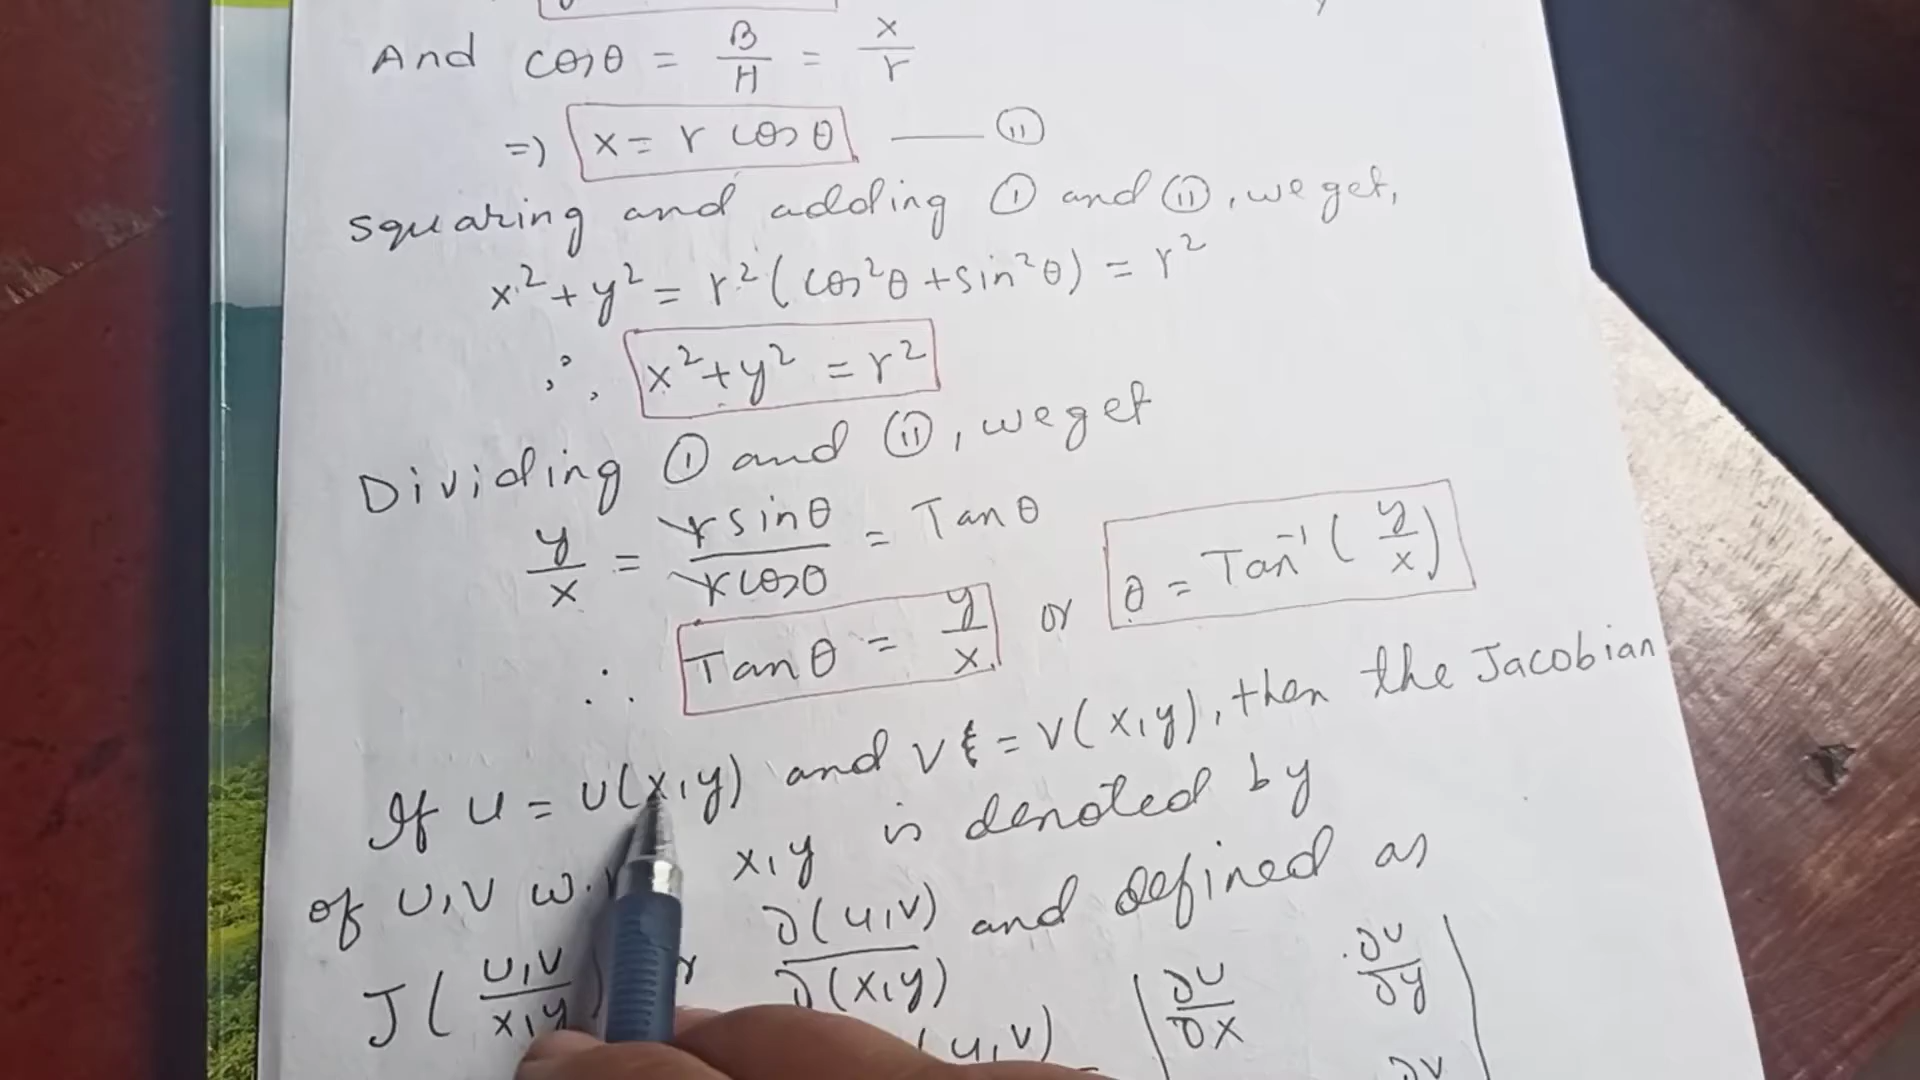 And cosθ = B/H = x/r
=) x = r cosθ —— (II)
squaring and adding (I) and (II), we get,
x² + y² = r² (cos²θ + sin²θ) = r²
∴ x² + y² = r²
Dividing (I) and (II), we get
y/x = r sinθ / r cosθ = Tan θ
∴ Tan θ = y/x or θ = Tan⁻¹ (y/x)
If u = u(x,y) and v = v(x,y), then the Jacobian
of u,v w. x,y is denoted by
J(u,v / x,y) ∂(u,v)/∂(x,y) and defined as
(u,v) | ∂u/∂x ∂u/∂y |
∂v